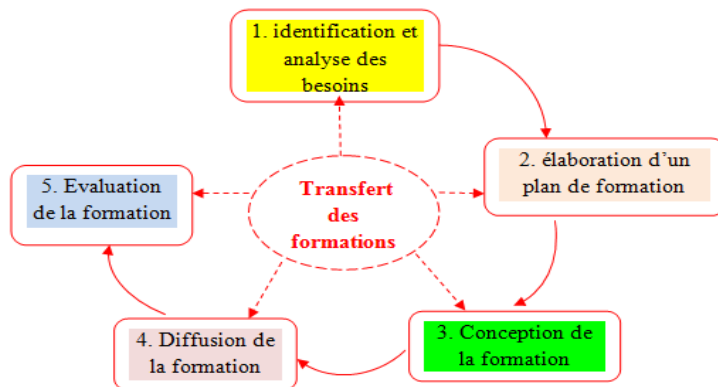 1. identification et
analyse des
besoins
2. élaboration d'un
plan de formation
5. Evaluation
de la formation
Transfert
des
formations
4. Diffusion de
la formation
3. Conception de
la formation